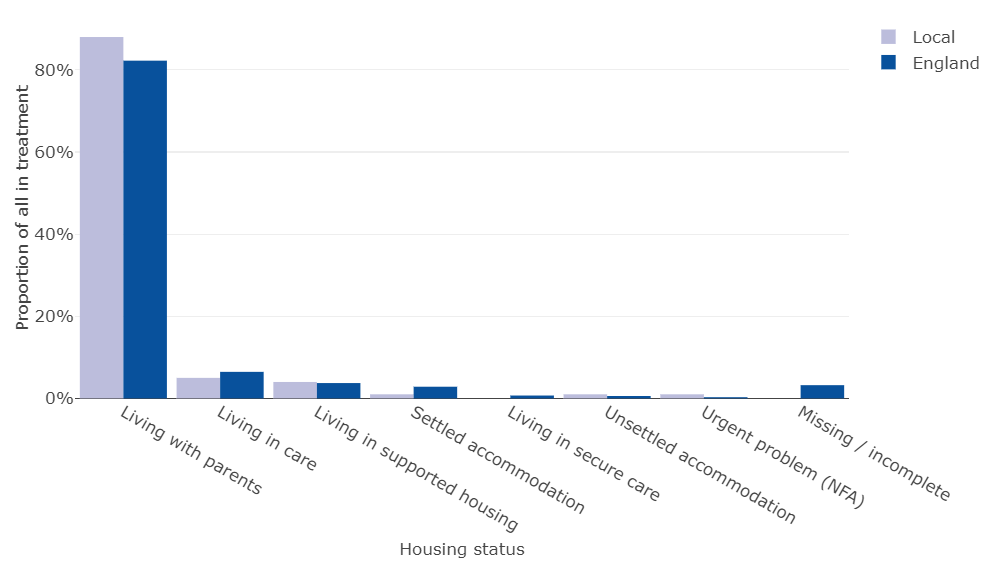 Local
England
Proportion of all in treatment
80%
60%
40%
20%
0%
Living with parents
Living in care
Living in supported housing
Settled accommodation
Living in secure care
Unsettled accommodation
Urgent problem (NFA)
Missing / incomplete
Housing status